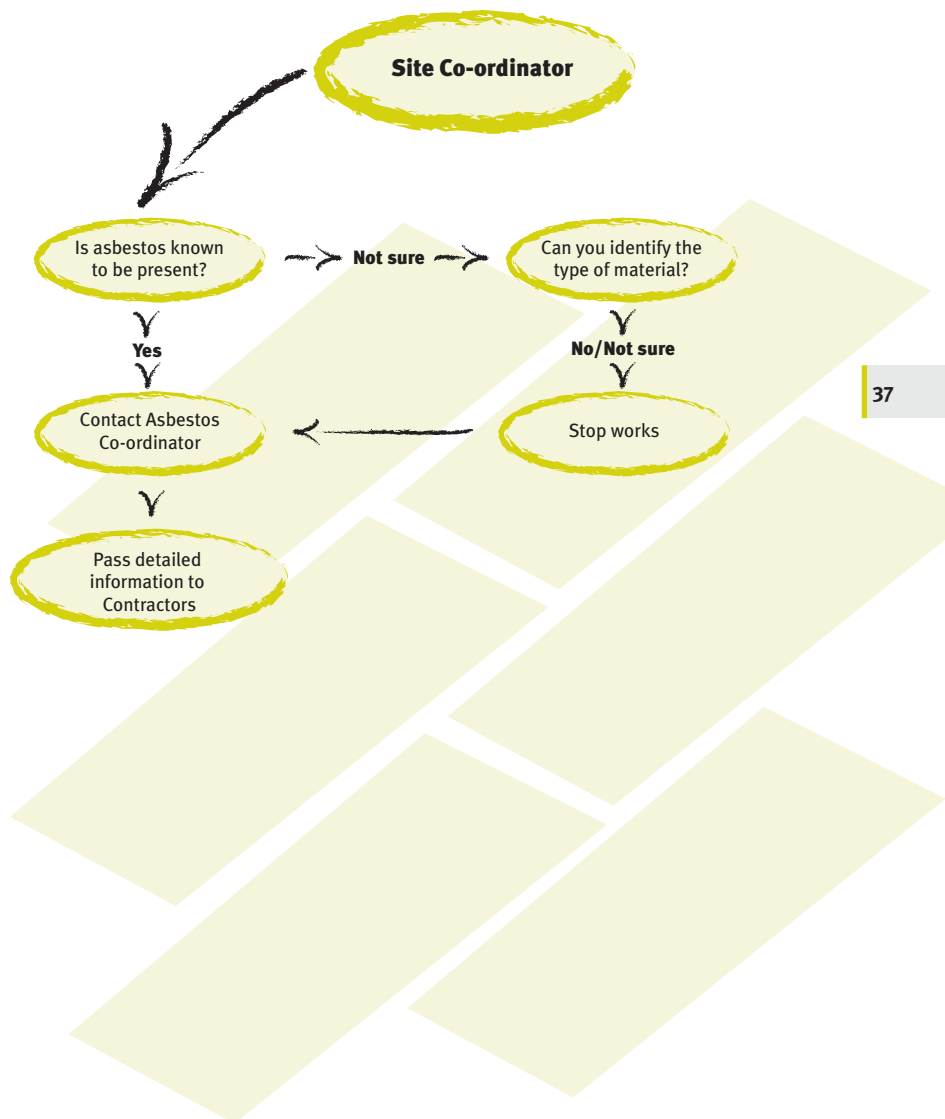 Site Co-ordinator
Is asbestos known
to be present?
Not sure
Can you identify the
type of material?
Yes
No/Not sure
37
Contact Asbestos
Co-ordinator
Stop works
Pass detailed
information to
Contractors